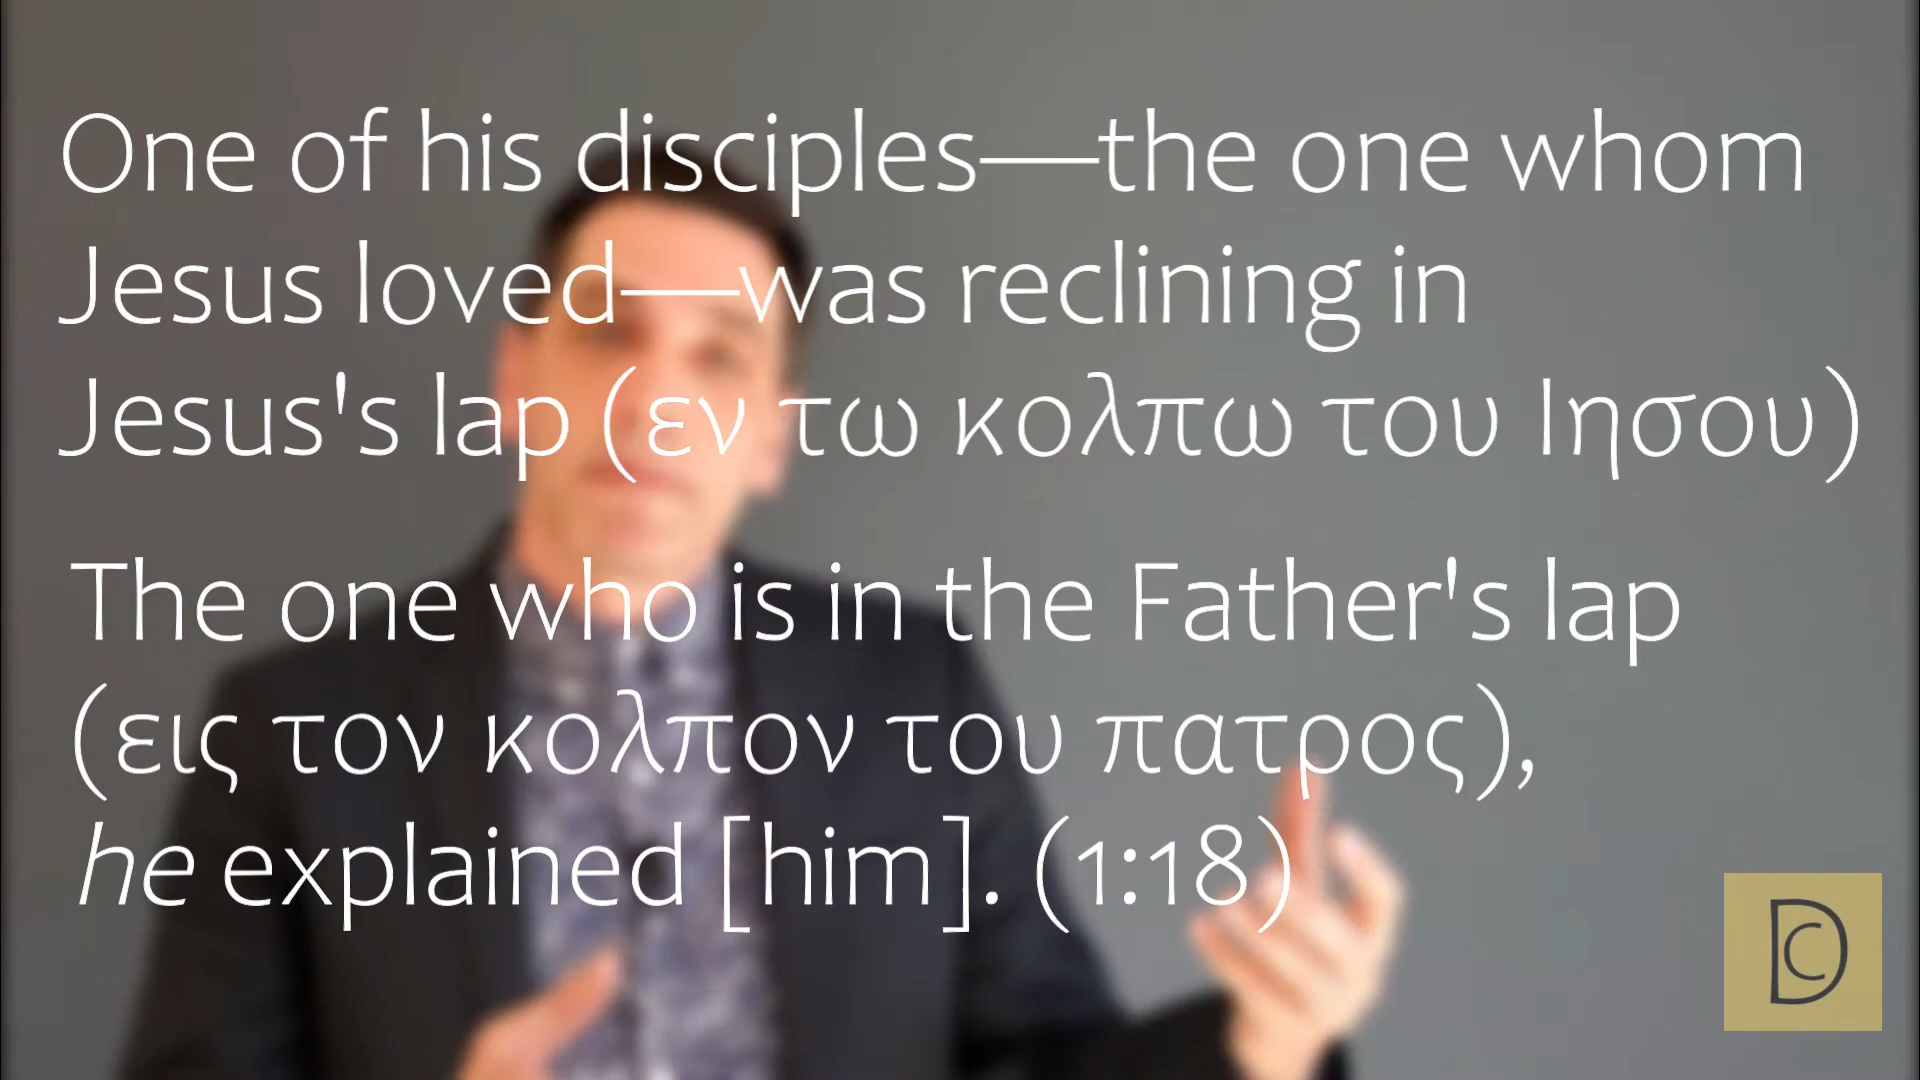 One of his disciples—the one whom
Jesus loved—was reclining in
Jesus's lap (εν τω κολπω του Ιησου)
The one who is in the Father's lap
(εις τον κολπον του πατρος),
he explained [him]. (1:18)
DC